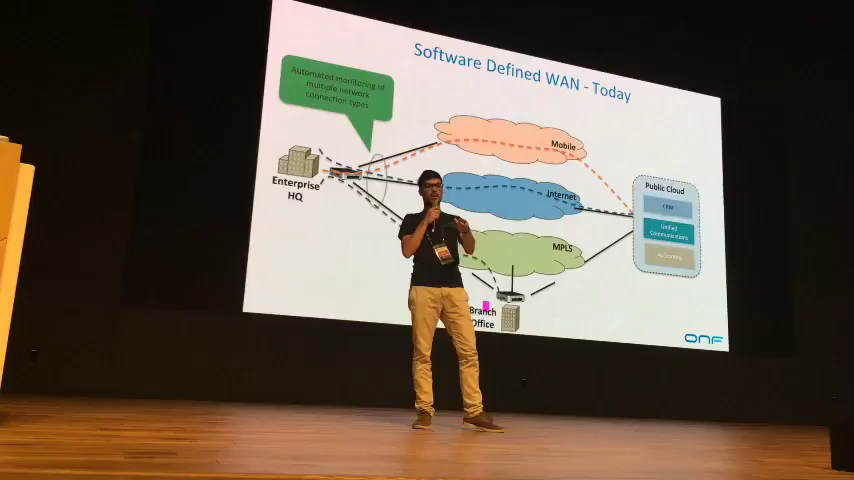 Software Defined WAN - Today
Automated monitoring of
multiple network
connection types
Mobile
Enterprise
HQ
Internet
Public Cloud
CRM
Unified
Communications
Accounting
MPLS
Branch
Office
ONF